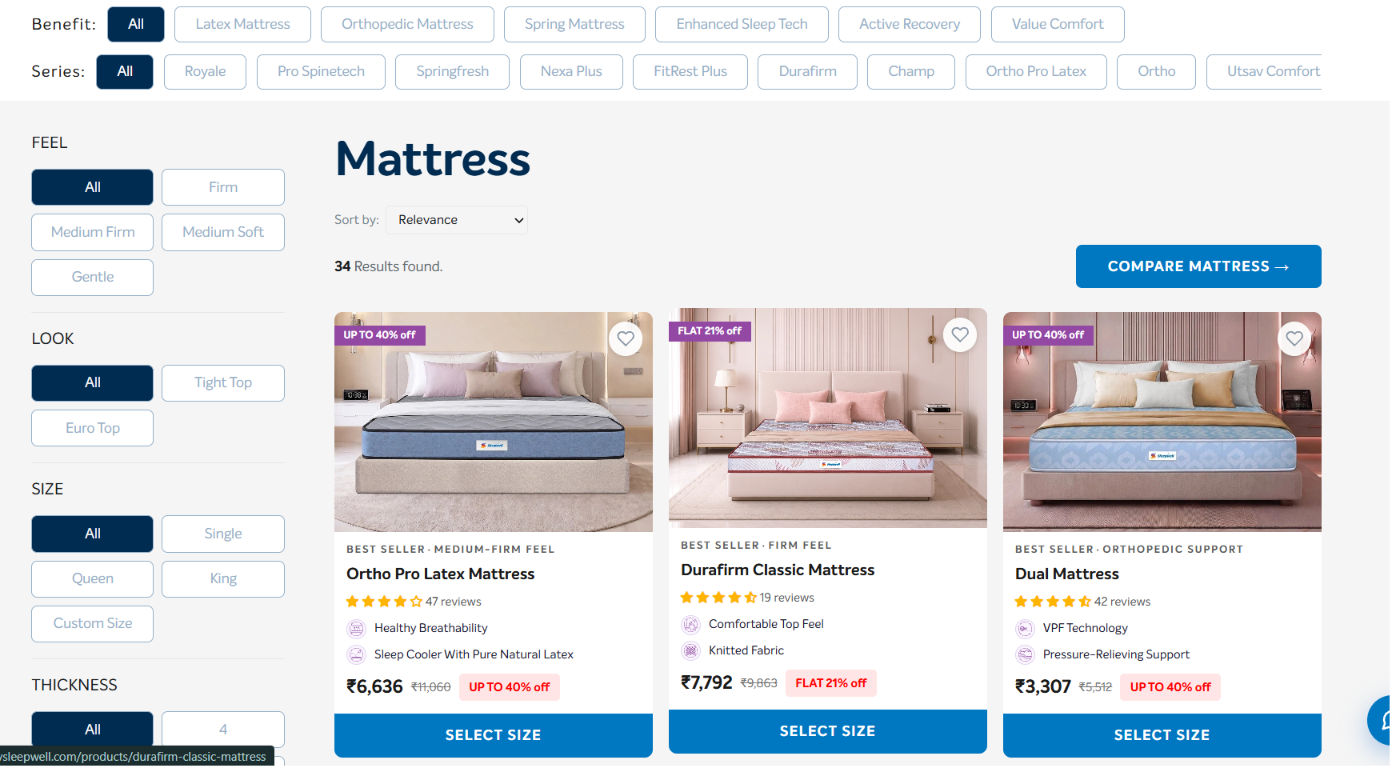 Benefit: All Latex Mattress Orthopedic Mattress Spring Mattress Enhanced Sleep Tech Active Recovery Value Comfort
Series: All Royale Pro Spinetech Springfresh Nexa Plus FitRest Plus Durafirm Champ Ortho Pro Latex Ortho Utsav Comfort
FEEL
All Firm
Medium Firm Medium Soft
Gentle
LOOK
All Tight Top
Euro Top
SIZE
All Single
Queen King
Custom Size
THICKNESS
All 4
Mattress
Sort by: Relevance
34 Results found.
COMPARE MATTRESS →
UP TO 40% off
BEST SELLER · MEDIUM-FIRM FEEL
Ortho Pro Latex Mattress
47 reviews
Healthy Breathability
Sleep Cooler With Pure Natural Latex
₹6,636 ₹11,060 UP TO 40% off
SELECT SIZE
FLAT 21% off
BEST SELLER · FIRM FEEL
Durafirm Classic Mattress
19 reviews
Comfortable Top Feel
Knitted Fabric
₹7,792 ₹9,863 FLAT 21% off
SELECT SIZE
UP TO 40% off
BEST SELLER · ORTHOPEDIC SUPPORT
Dual Mattress
42 reviews
VPF Technology
Pressure-Relieving Support
₹3,307 ₹5,512 UP TO 40% off
SELECT SIZE
ysleepwell.com/products/durafirm-classic-mattress